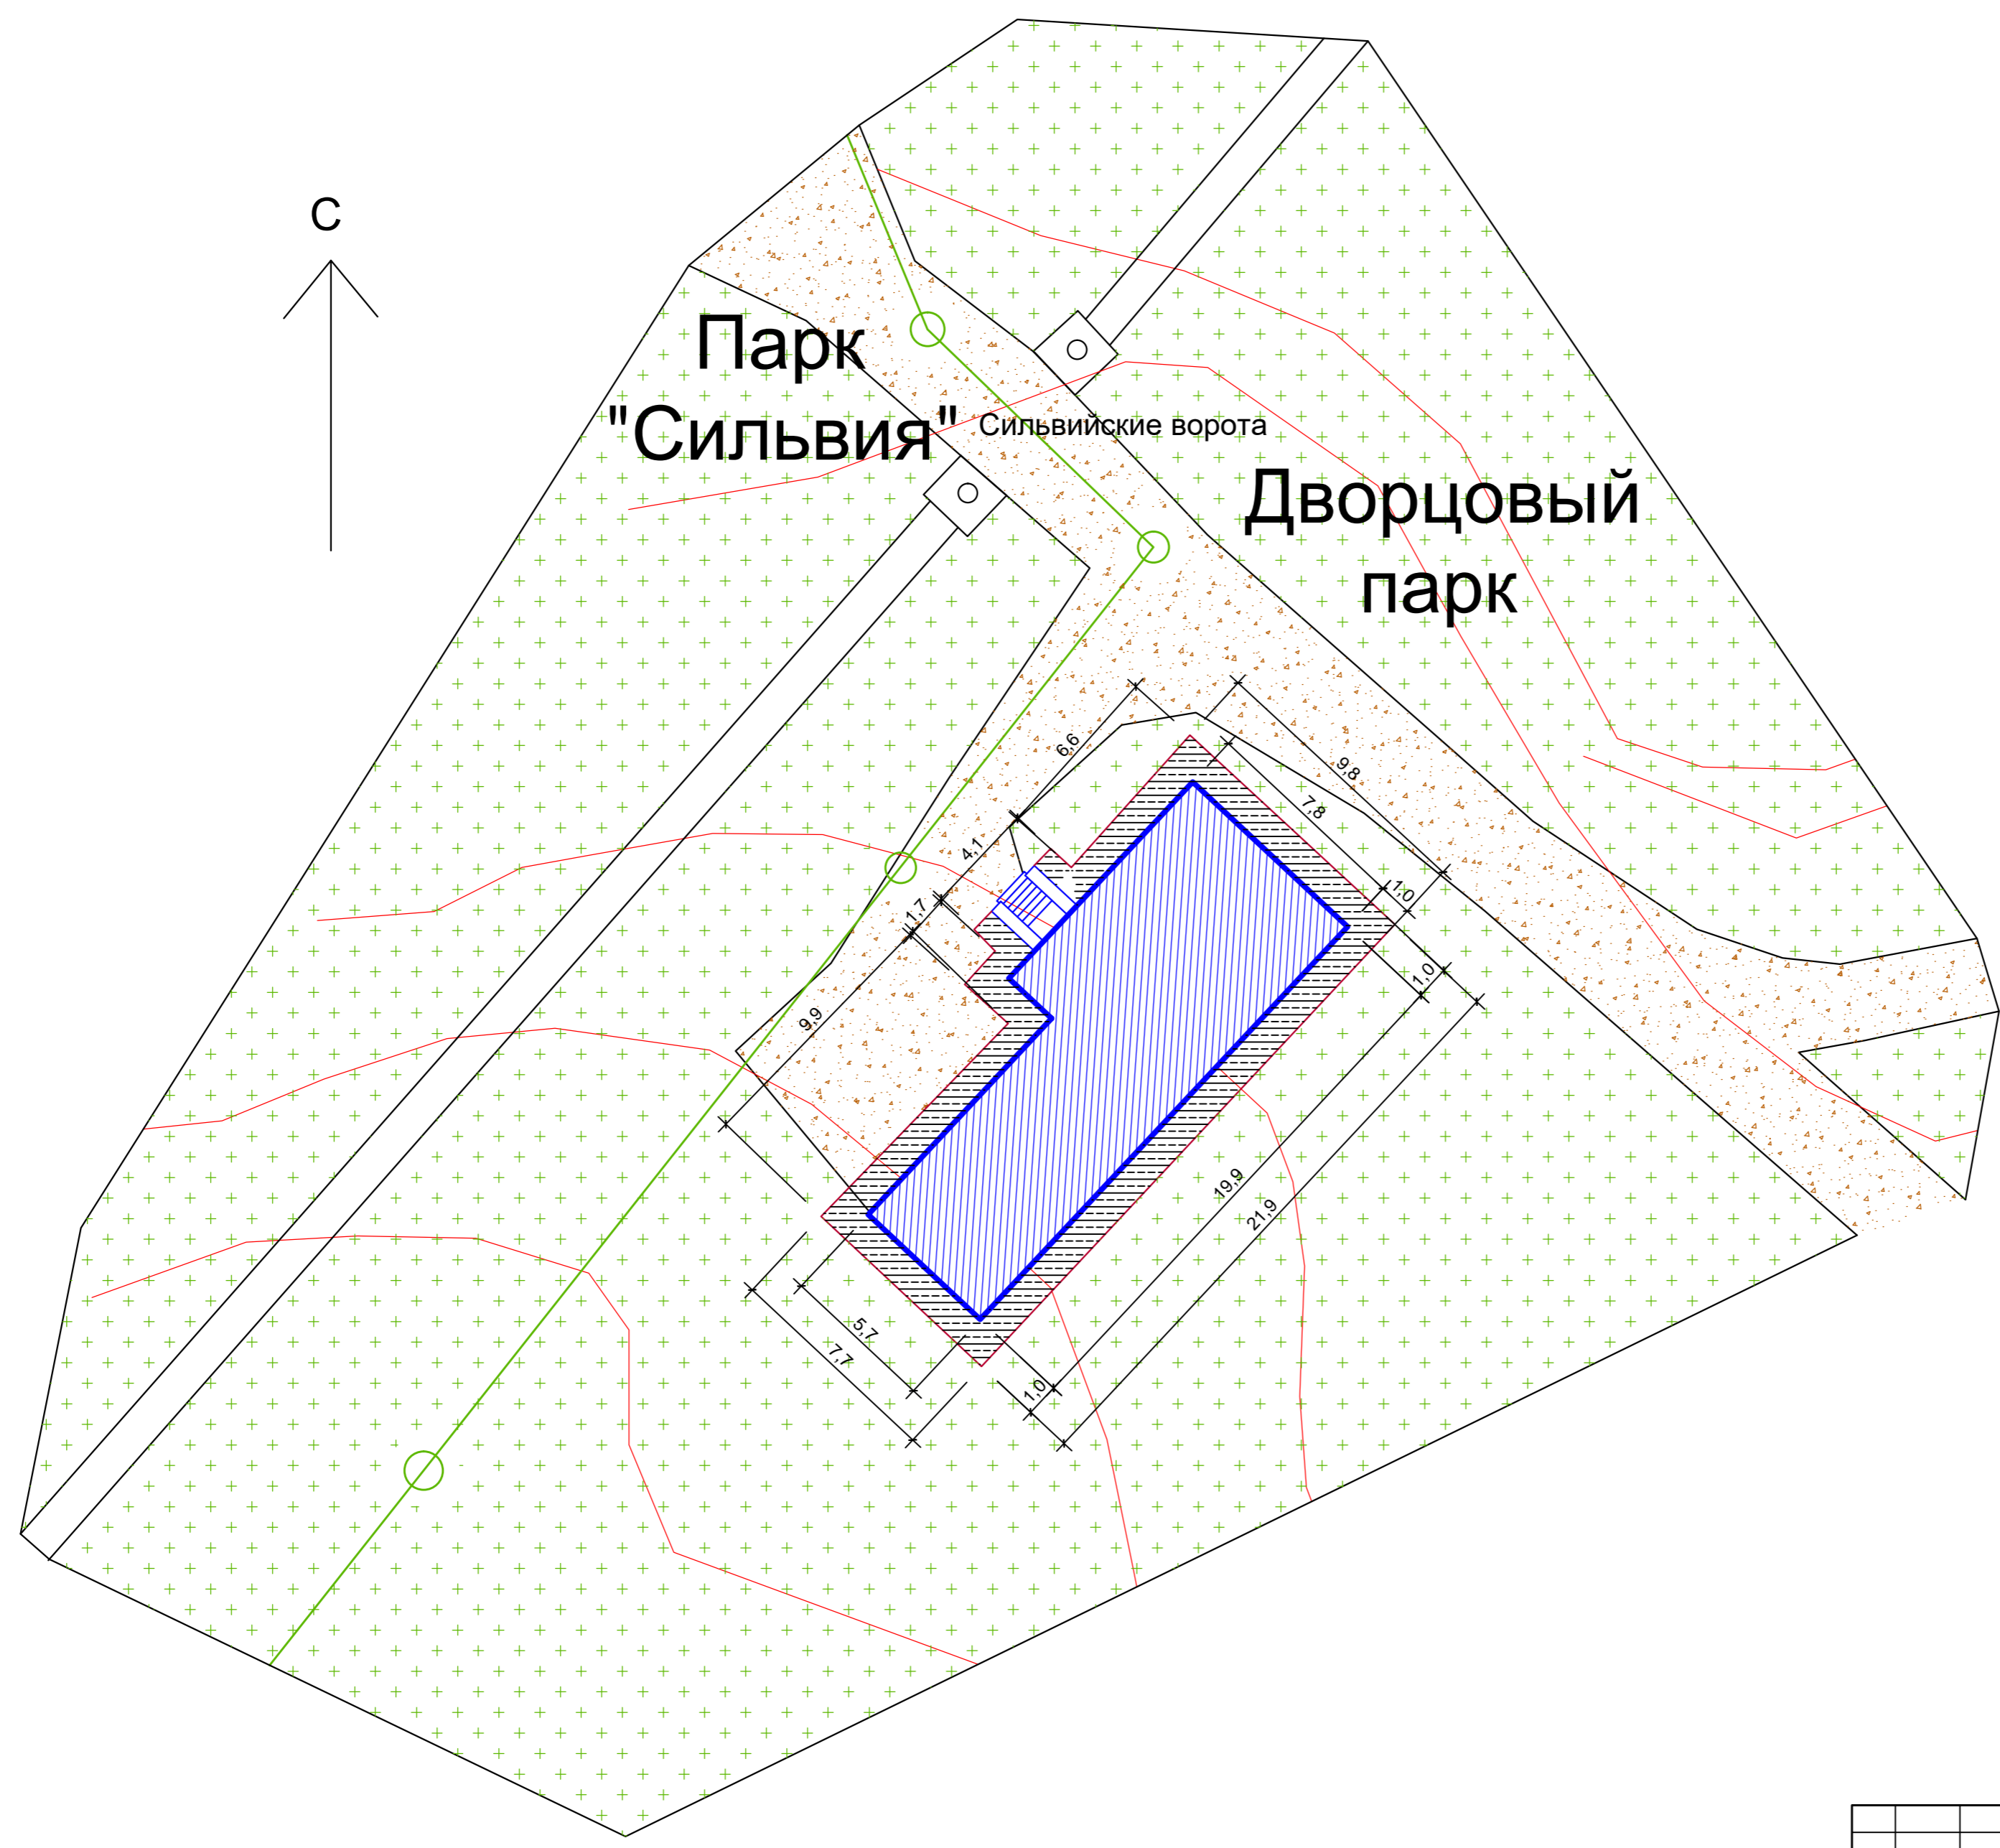 С
Парк
"Сильвия"
Сильвийские ворота
Дворцовый
парк
6,6
9,8
7,8
4,1
1,0
1,7
1,0
9,9
19,9
21,9
5,7
7,7
1,0